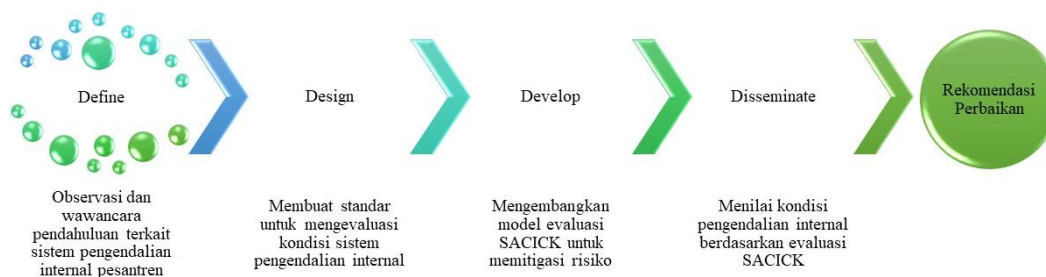 Define
Design
Develop
Disseminate
Rekomendasi
Perbaikan
Observasi dan
wawancara
pendahuluan terkait
sistem pengendalian
internal pesantren
Membuat standar
untuk mengevaluasi
kondisi sistem
pengendalian internal
Mengembangkan
model evaluasi
SACICK untuk
memitigasi risiko
Menilai kondisi
pengendalian internal
berdasarkan evaluasi
SACICK